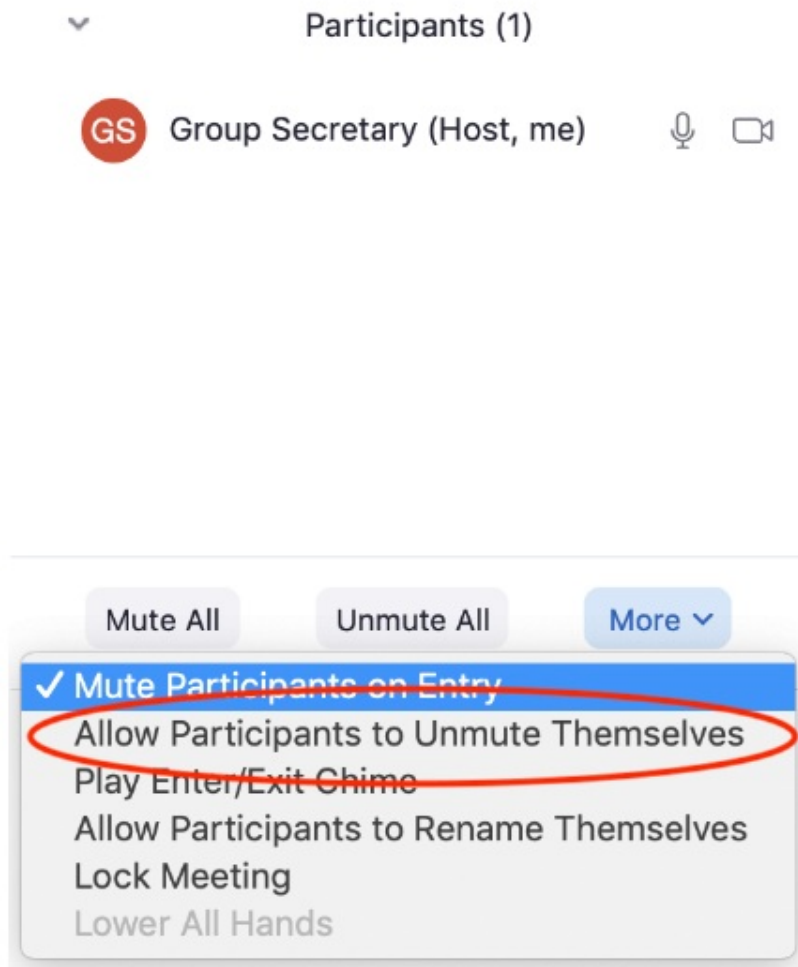 Participants (1)
GS Group Secretary (Host, me)
Mute All Unmute All More
✓ Mute Participants on Entry
Allow Participants to Unmute Themselves
Play Enter/Exit Chime
Allow Participants to Rename Themselves
Lock Meeting
Lower All Hands